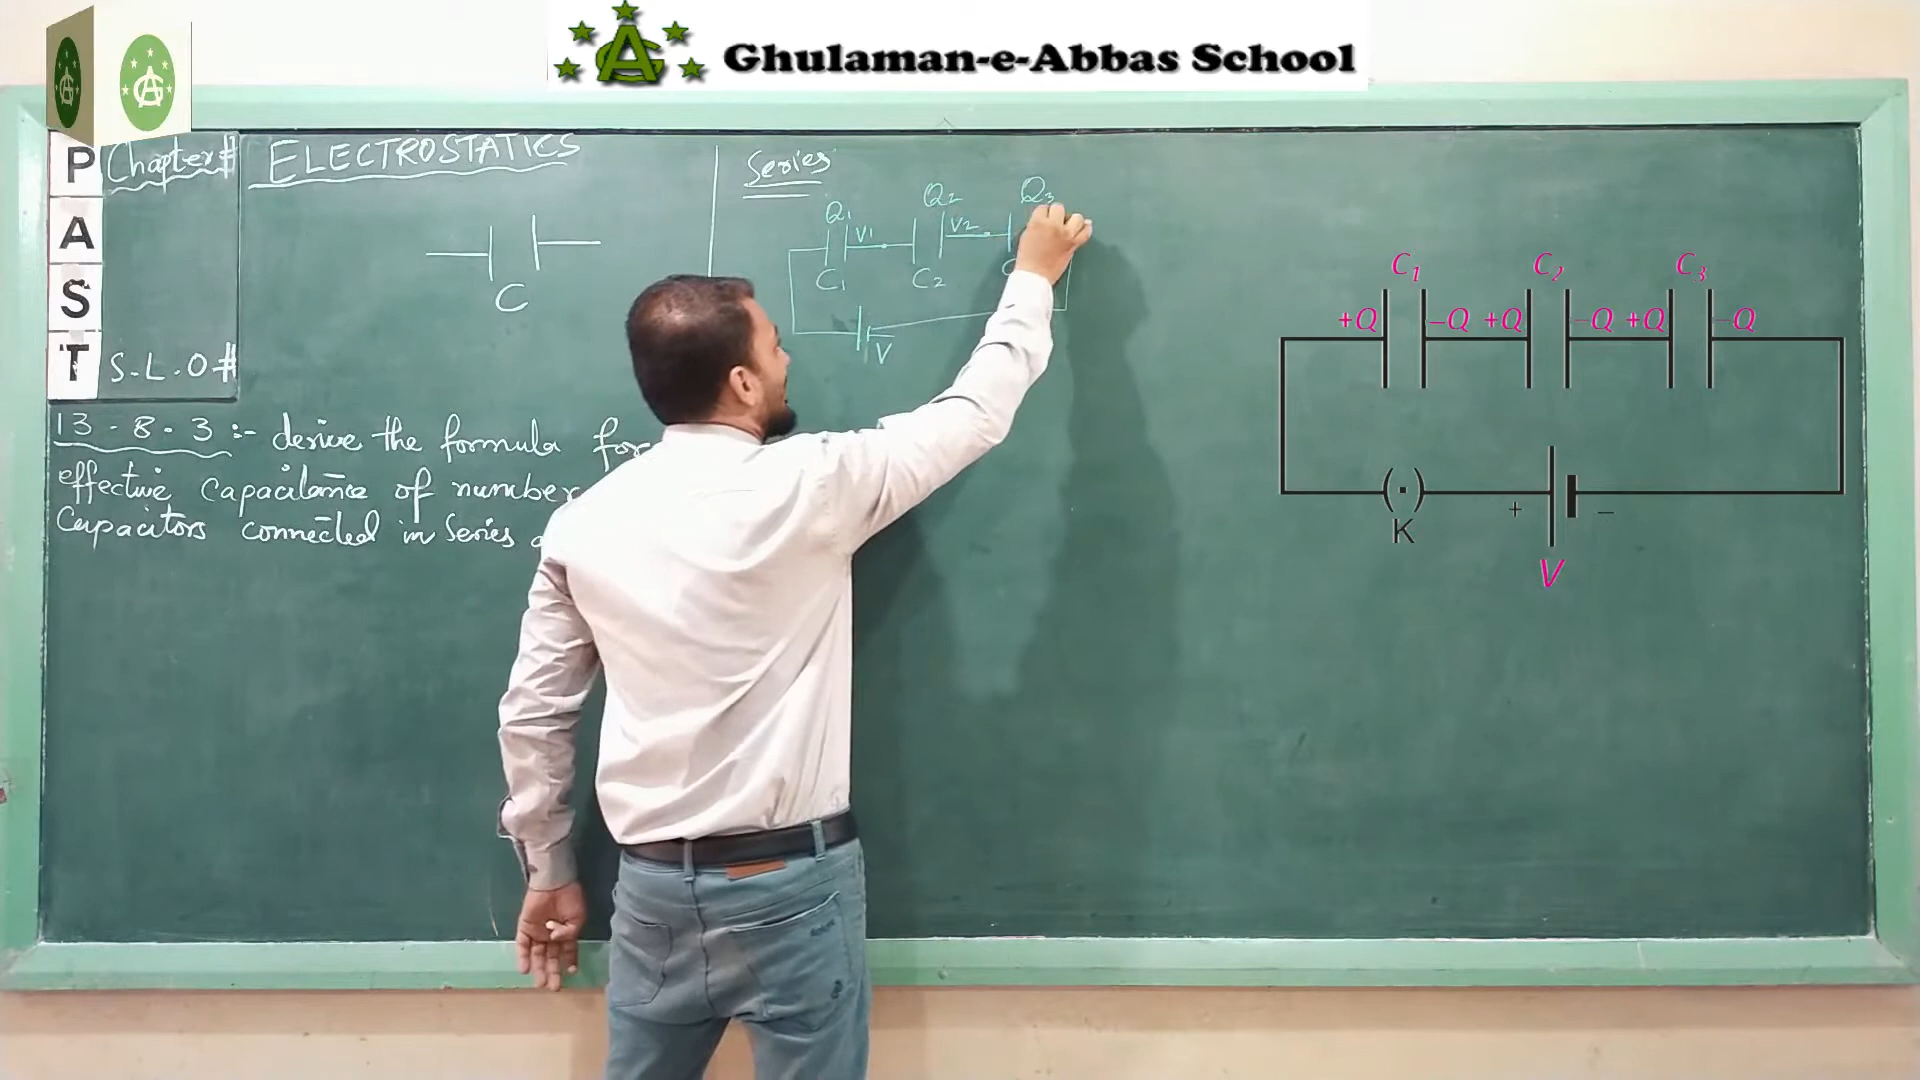 Ghulaman-e-Abbas School
P
A
S
T
Chapter#
S.L.O#
ELECTROSTATICS
C
13-8-3:- derive the formula for
effective capacitance of number
Capacitors connected in Series
Series
Q1 Q2 Q3
V1 V2
C1 C2 C
V
C1 C2 C3
+Q -Q +Q -Q +Q -Q
K + -
V